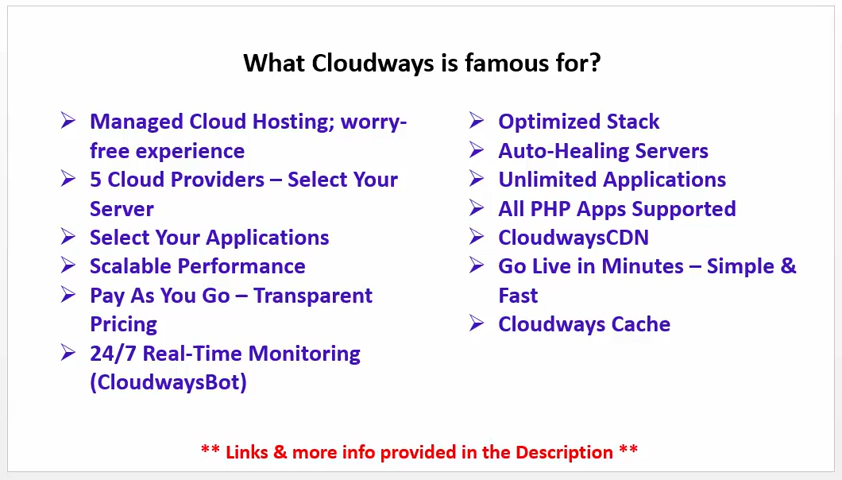 What Cloudways is famous for?
➢ Managed Cloud Hosting; worry-
free experience
➢ 5 Cloud Providers – Select Your
Server
➢ Select Your Applications
➢ Scalable Performance
➢ Pay As You Go – Transparent
Pricing
➢ 24/7 Real-Time Monitoring
(CloudwaysBot)
➢ Optimized Stack
➢ Auto-Healing Servers
➢ Unlimited Applications
➢ All PHP Apps Supported
➢ CloudwaysCDN
➢ Go Live in Minutes – Simple &
Fast
➢ Cloudways Cache
** Links & more info provided in the Description **